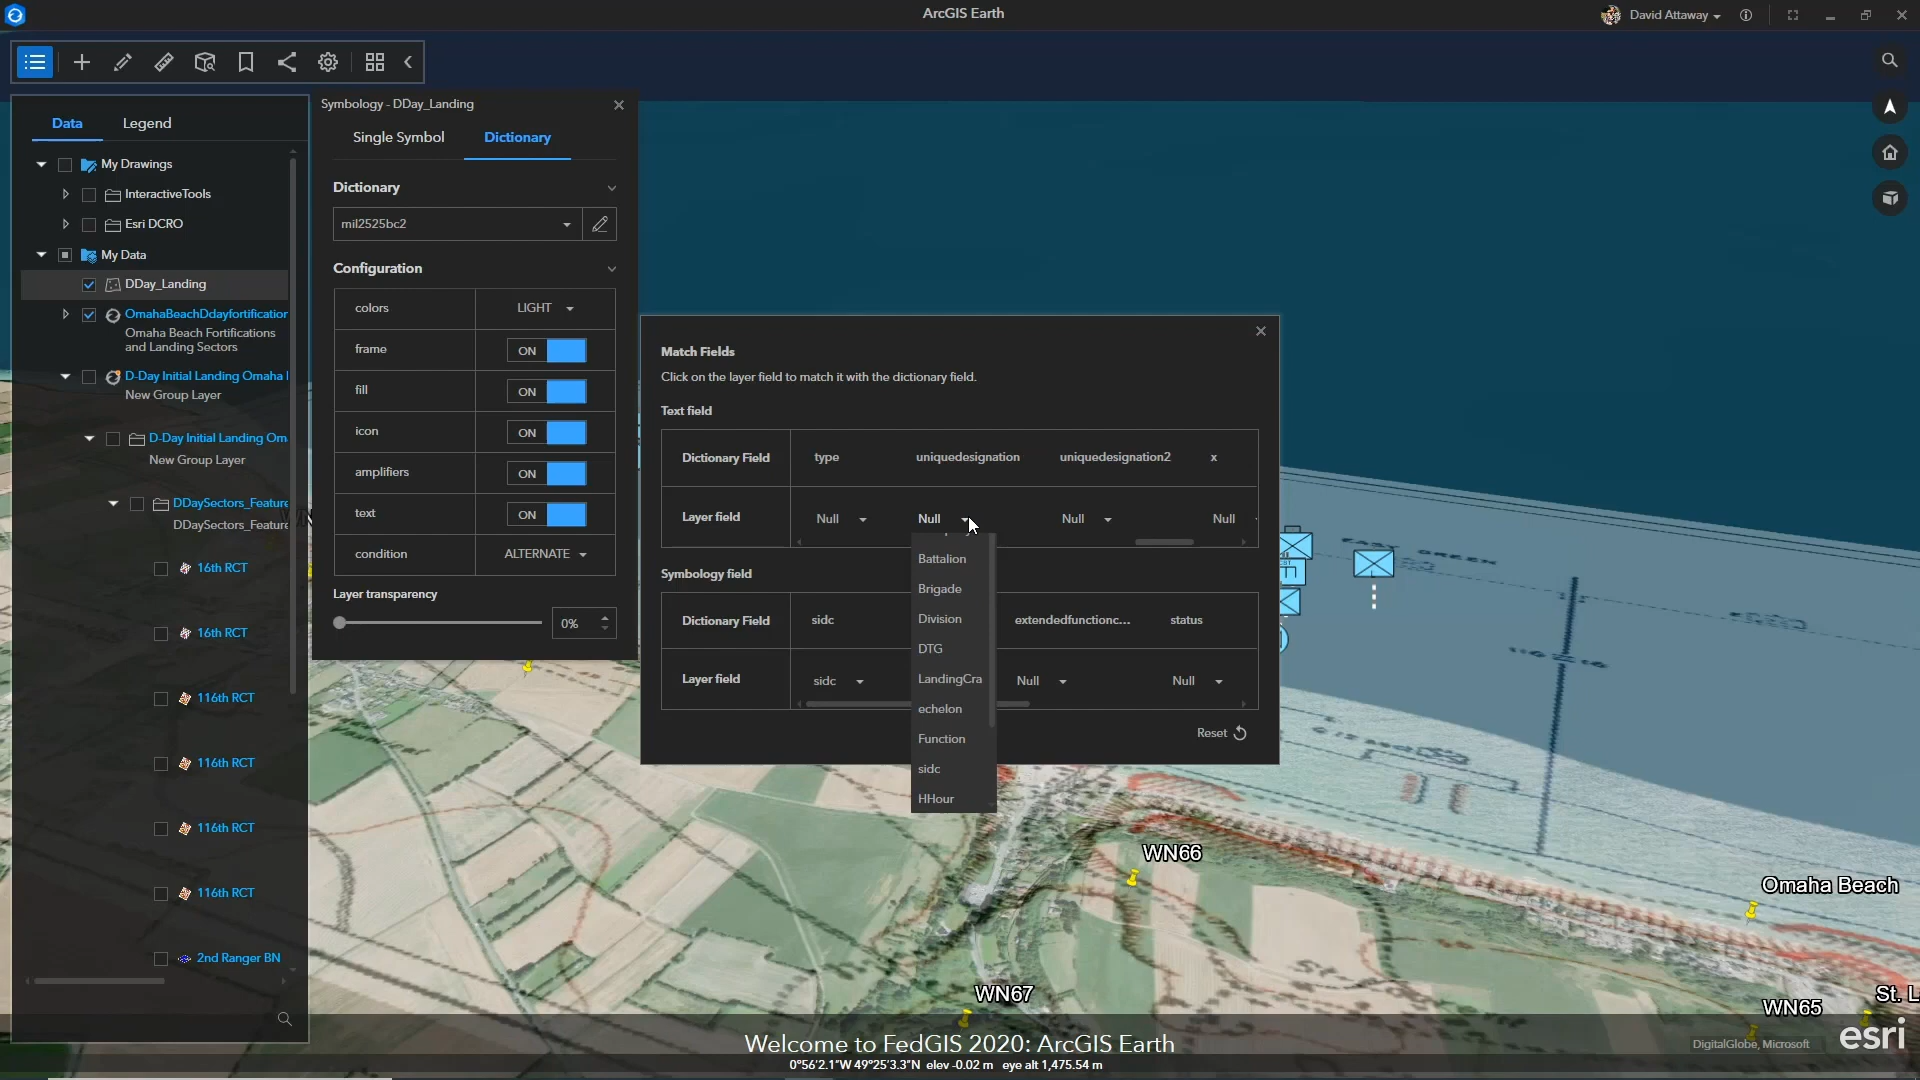 ArcGIS Earth
David Attaway
Data
Legend
My Drawings
InteractiveTools
Esri DCRO
My Data
DDay_Landing
OmahaBeachDdayfortification
Omaha Beach Fortifications
and Landing Sectors
D-Day Initial Landing Omaha
New Group Layer
D-Day Initial Landing Om
New Group Layer
DDaySectors_Feature
DDaySectors_Feature
16th RCT
16th RCT
116th RCT
116th RCT
116th RCT
116th RCT
2nd Ranger BN
Symbology - DDay_Landing
Single Symbol
Dictionary
Dictionary
mil2525bc2
Configuration
colors LIGHT
frame ON
fill ON
icon ON
amplifiers ON
text ON
condition ALTERNATE
Layer transparency
0%
Match Fields
Click on the layer field to match it with the dictionary field.
Text field
Dictionary Field type uniquedesignation uniquedesignation2 x
Layer field Null Null Null Null
Battalion
Brigade
Division
DTG
LandingCra
echelon
Function
sidc
HHour
Symbology field
Dictionary Field sidc extendedfunctionc... status
Layer field sidc Null Null
Reset
EASY GREEN
WN66
Omaha Beach
WN67
WN65
St. L
Welcome to FedGIS 2020: ArcGIS Earth
0°56'2.1"W 49°25'3.3"N elev -0.02 m eye alt 1,475.54 m
DigitalGlobe, Microsoft
esri